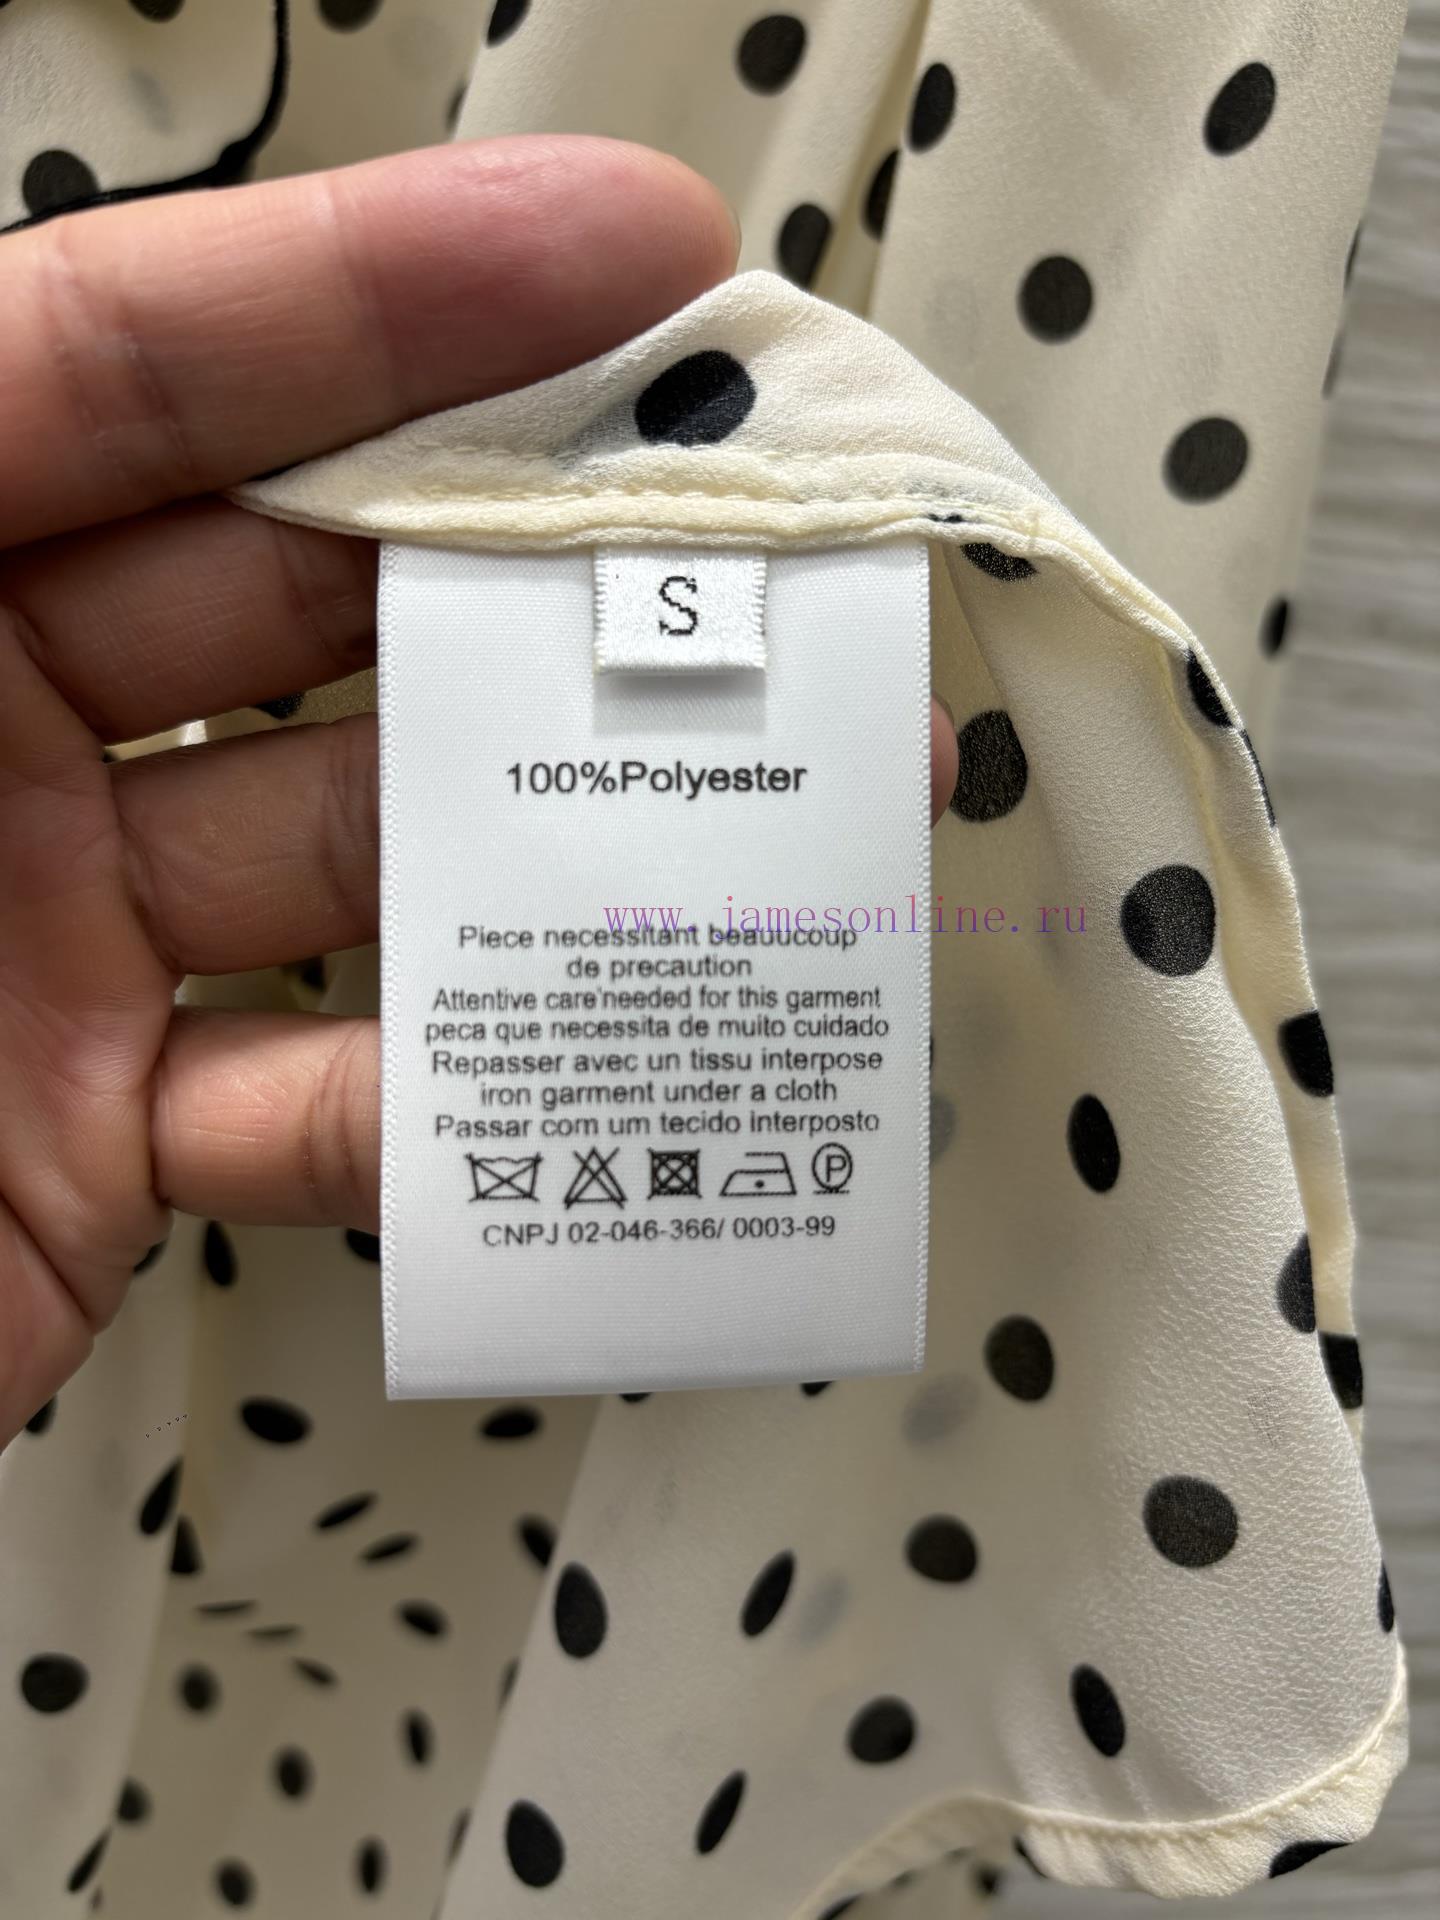 S
100%Polyester
www.jamesonline.ru
Piece necessitant beauucoup
de precaution
Attentive care'needed for this garment
peca que necessita de muito cuidado
Repasser avec un tissu interpose
iron garment under a cloth
Passar com um tecido interposto
P
CNPJ 02-046-366/ 0003-99